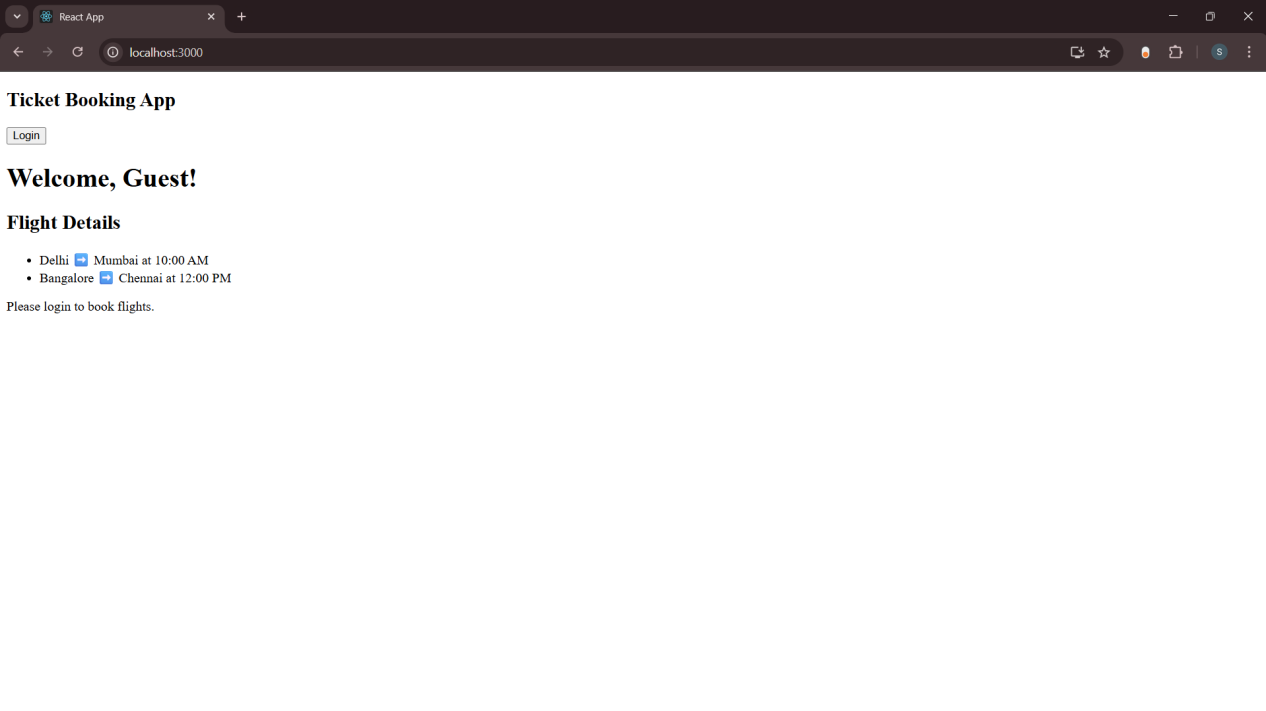 React App
localhost:3000
S
Ticket Booking App
Login
Welcome, Guest!
Flight Details
Delhi ➡️ Mumbai at 10:00 AM
Bangalore ➡️ Chennai at 12:00 PM
Please login to book flights.